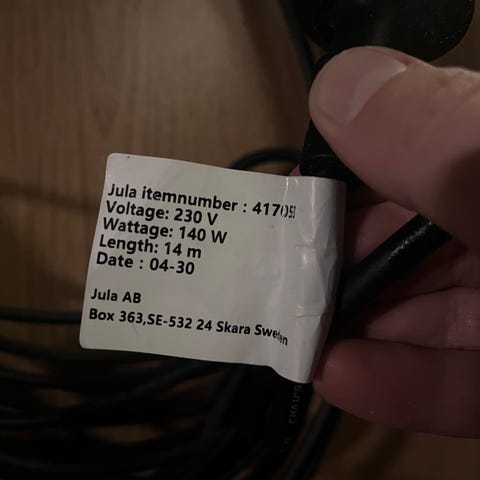 Jula itemnumber : 417053
Voltage: 230 V
Wattage: 140 W
Length: 14 m
Date : 04-30
Jula AB
Box 363,SE-532 24 Skara Sweden